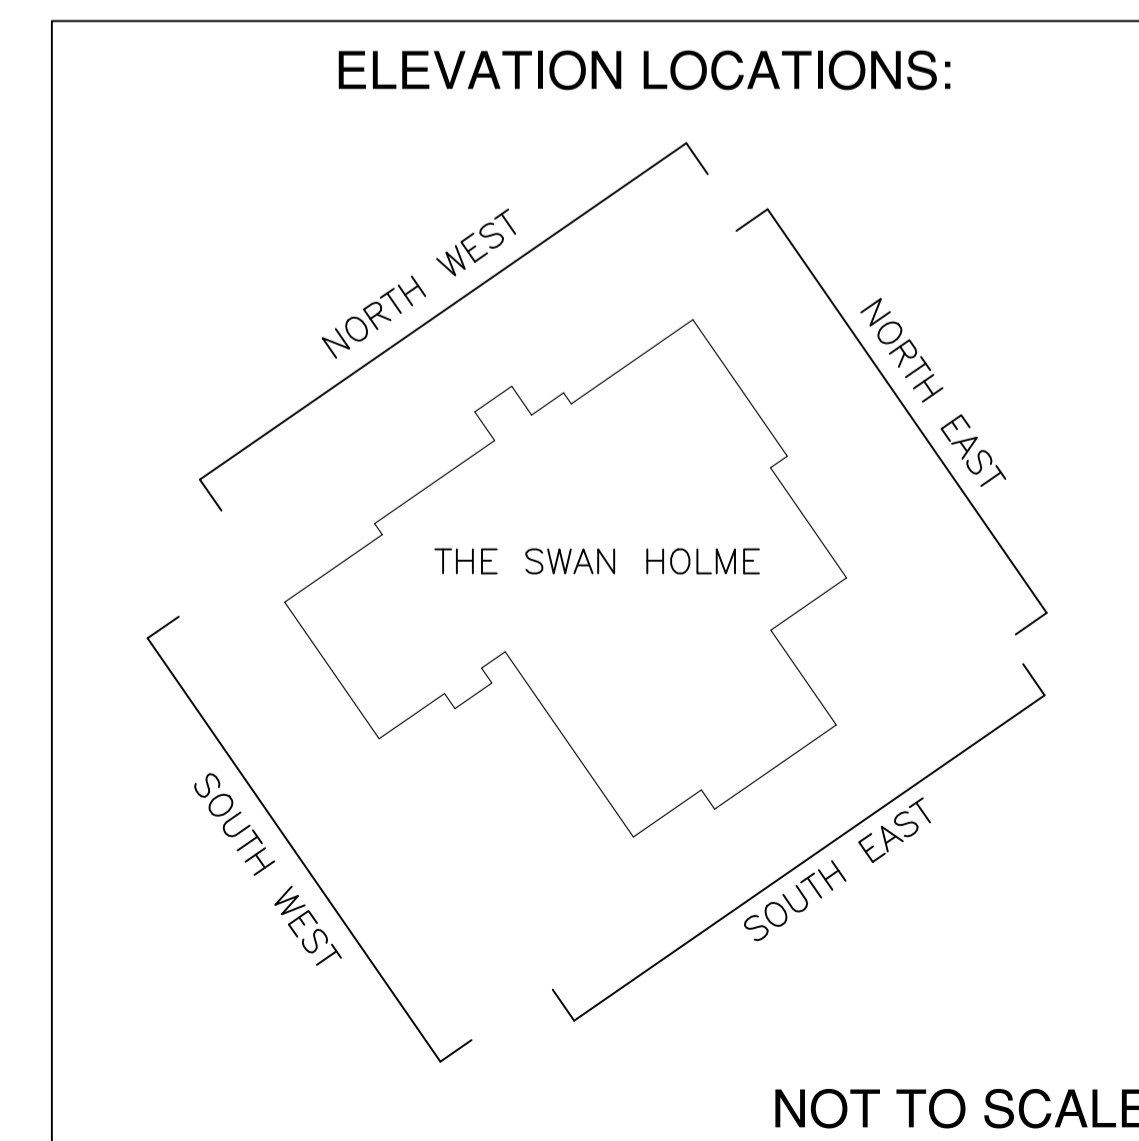 ELEVATION LOCATIONS:
NORTH WEST
NORTH EAST
THE SWAN HOLME
SOUTH WEST
SOUTH EAST
NOT TO SCALE